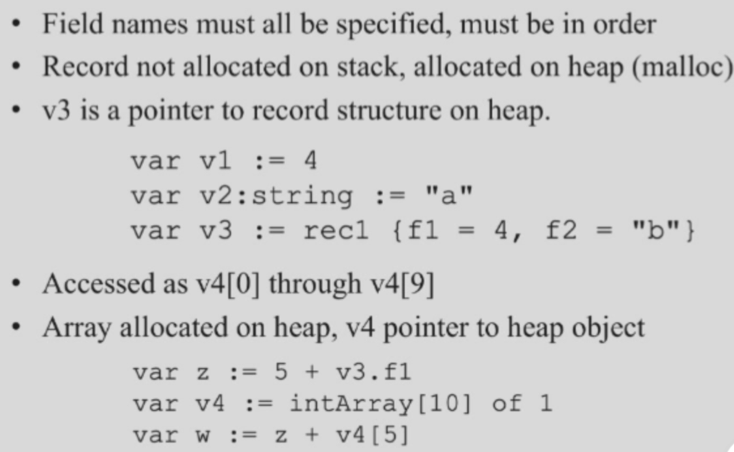 • Field names must all be specified, must be in order
• Record not allocated on stack, allocated on heap (malloc)
• v3 is a pointer to record structure on heap.
var v1 := 4
var v2:string := "a"
var v3 := rec1 {f1 = 4, f2 = "b"}
• Accessed as v4[0] through v4[9]
• Array allocated on heap, v4 pointer to heap object
var z := 5 + v3.f1
var v4 := intArray[10] of 1
var w := z + v4[5]